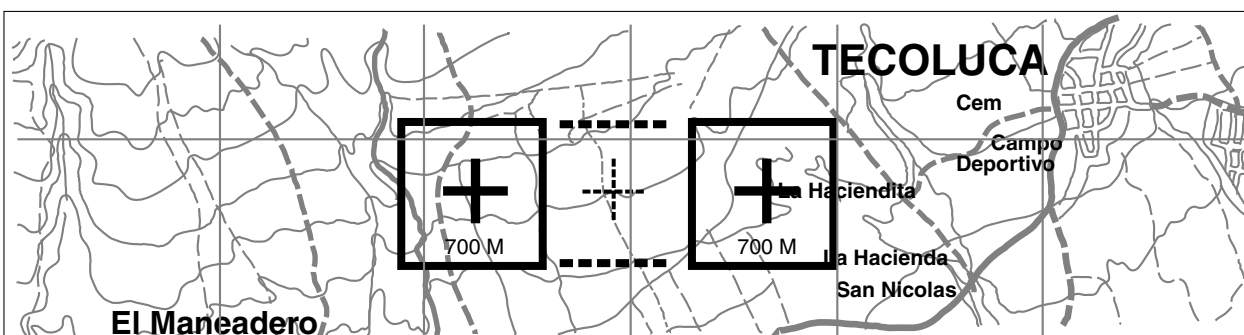 TECOLUCA
Cem
Campo
Deportivo
La Haciendita
700 M
700 M
La Hacienda
San Nicolas
El Maneadero